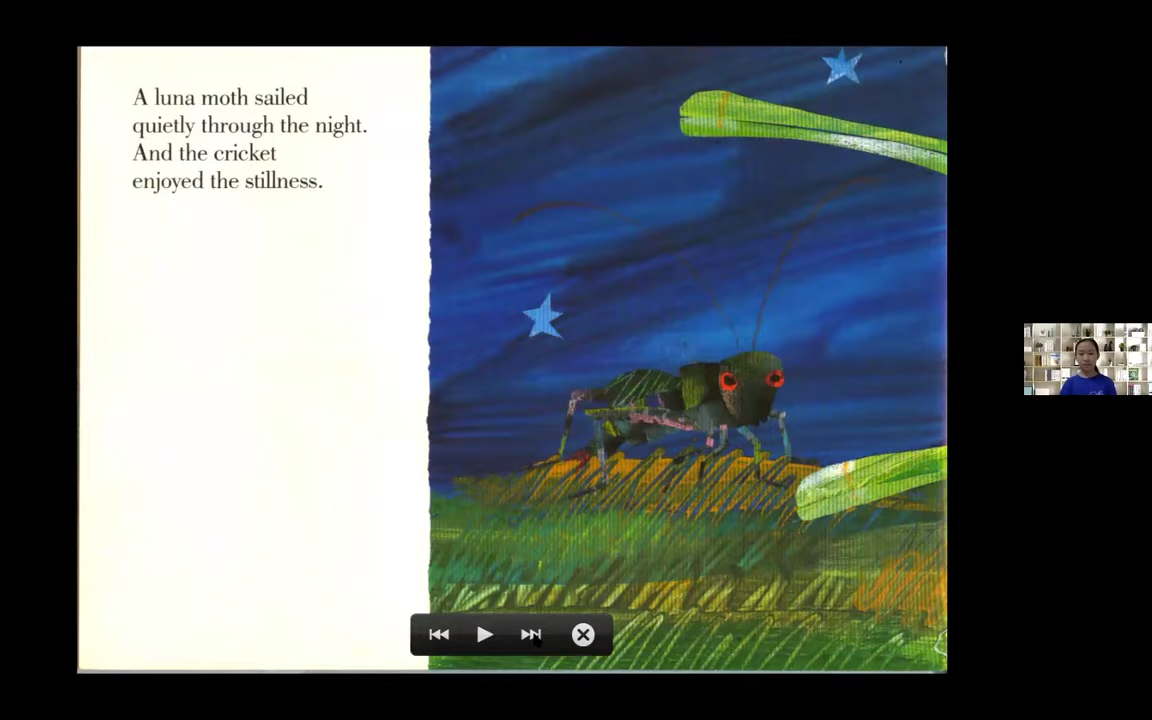 A luna moth sailed
quietly through the night.
And the cricket
enjoyed the stillness.